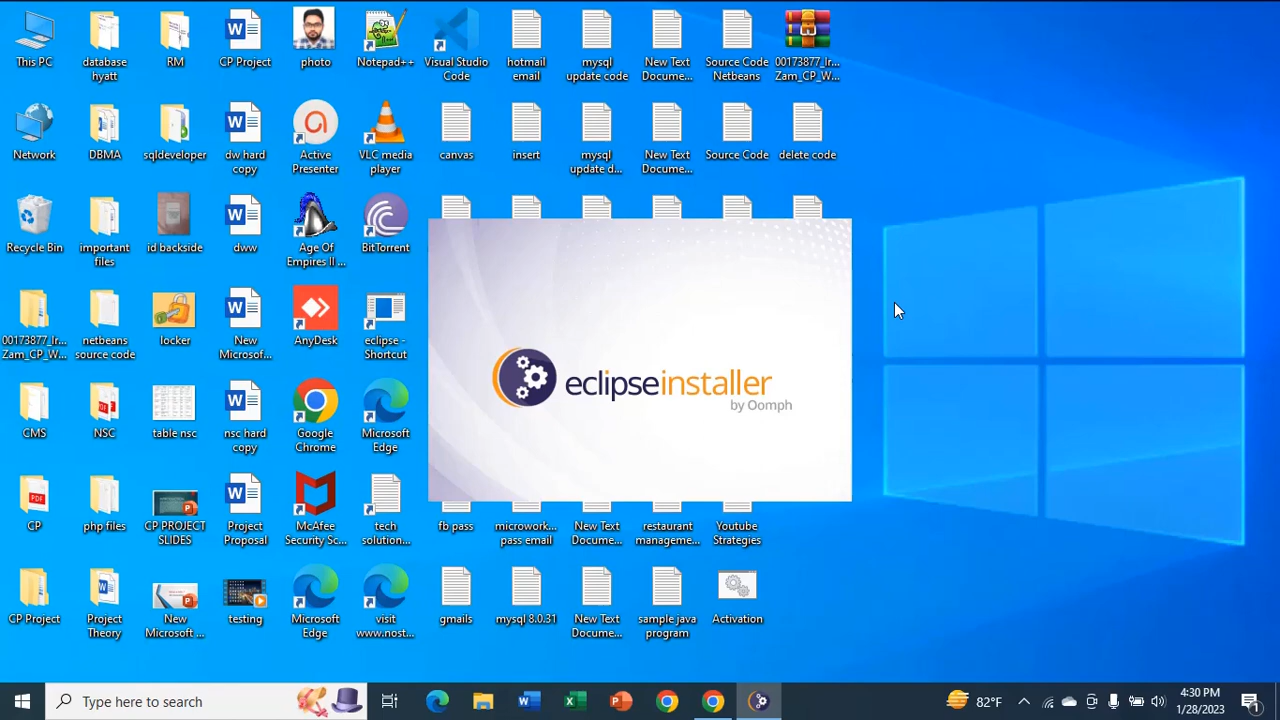 This PC
database
hyatt
RM
CP Project
photo
Notepad++
Visual Studio
Code
hotmail
email
mysql
update code
New Text
Docume...
Source Code
Netbeans
00173877_Ir...
Zam_CP_W...
Network
DBMA
sqldeveloper
dw hard
copy
Active
Presenter
VLC media
player
canvas
insert
mysql
update d...
New Text
Docume...
Source Code
delete code
Recycle Bin
important
files
id backside
dww
Age Of
Empires II ...
BitTorrent
00173877_Ir...
Zam_CP_W...
netbeans
source code
locker
New
Microsof...
AnyDesk
eclipse -
Shortcut
eclipseinstaller
by Oomph
CMS
NSC
table nsc
nsc hard
copy
Google
Chrome
Microsoft
Edge
CP
php files
CP PROJECT
SLIDES
Project
Proposal
McAfee
Security Sc...
tech
solution...
fb pass
microwork...
pass email
New Text
Docume...
restaurant
manageme...
Youtube
Strategies
CP Project
Project
Theory
New
Microsoft ...
testing
Microsoft
Edge
visit
www.nost...
gmails
mysql 8.0.31
New Text
Docume...
sample java
program
Activation
Type here to search
82°F
4:30 PM
1/28/2023